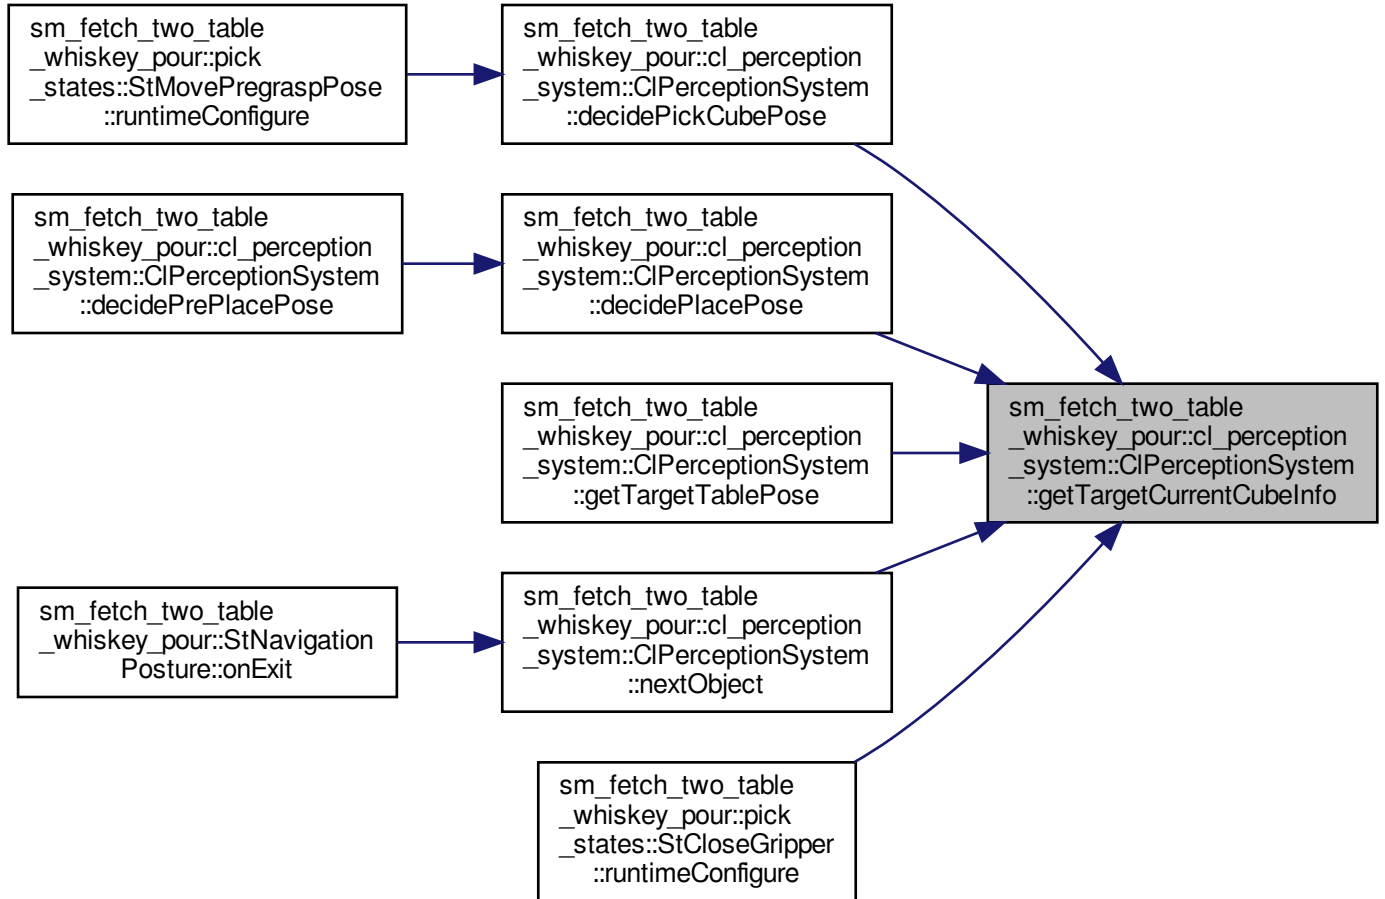 sm_fetch_two_table
_whiskey_pour::pick
_states::StMovePregraspPose
::runtimeConfigure
sm_fetch_two_table
_whiskey_pour::cl_perception
_system::ClPerceptionSystem
::decidePickCubePose
sm_fetch_two_table
_whiskey_pour::cl_perception
_system::ClPerceptionSystem
::decidePrePlacePose
sm_fetch_two_table
_whiskey_pour::cl_perception
_system::ClPerceptionSystem
::decidePlacePose
sm_fetch_two_table
_whiskey_pour::cl_perception
_system::ClPerceptionSystem
::getTargetTablePose
sm_fetch_two_table
_whiskey_pour::cl_perception
_system::ClPerceptionSystem
::getTargetCurrentCubeInfo
sm_fetch_two_table
_whiskey_pour::StNavigation
Posture::onExit
sm_fetch_two_table
_whiskey_pour::cl_perception
_system::ClPerceptionSystem
::nextObject
sm_fetch_two_table
_whiskey_pour::pick
_states::StCloseGripper
::runtimeConfigure